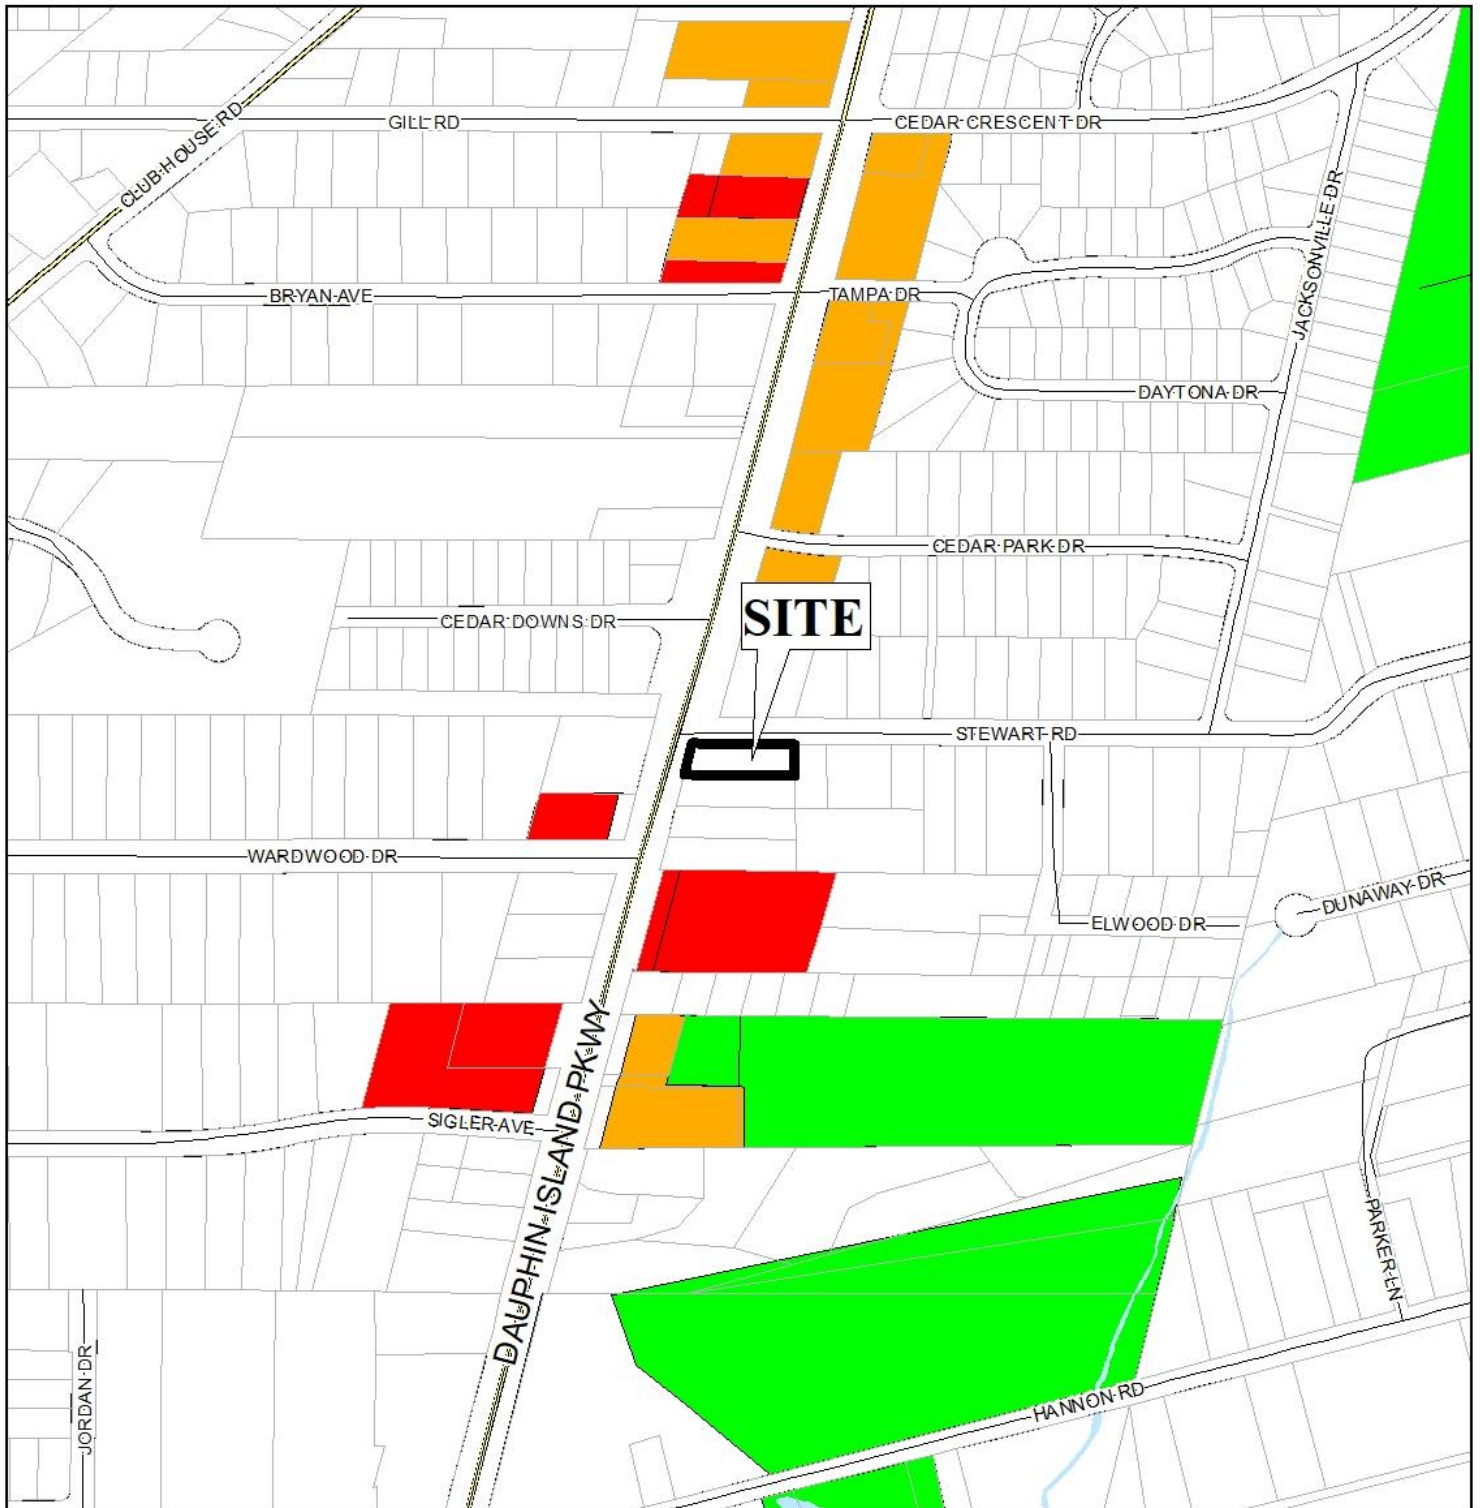 GILL RD
CEDAR CRESCENT DR
CLUB HOUSE RD
JACKSONVILLE DR
BRYAN AVE
TAMPA DR
DAYTONA DR
CEDAR PARK DR
CEDAR DOWNS DR
SITE
STEWART RD
WARDWOOD DR
DUNAWAY DR
ELWOOD DR
DAUPHIN ISLAND PKWY
SIGLER AVE
PARKER LN
JORDAN DR
HANNON RD